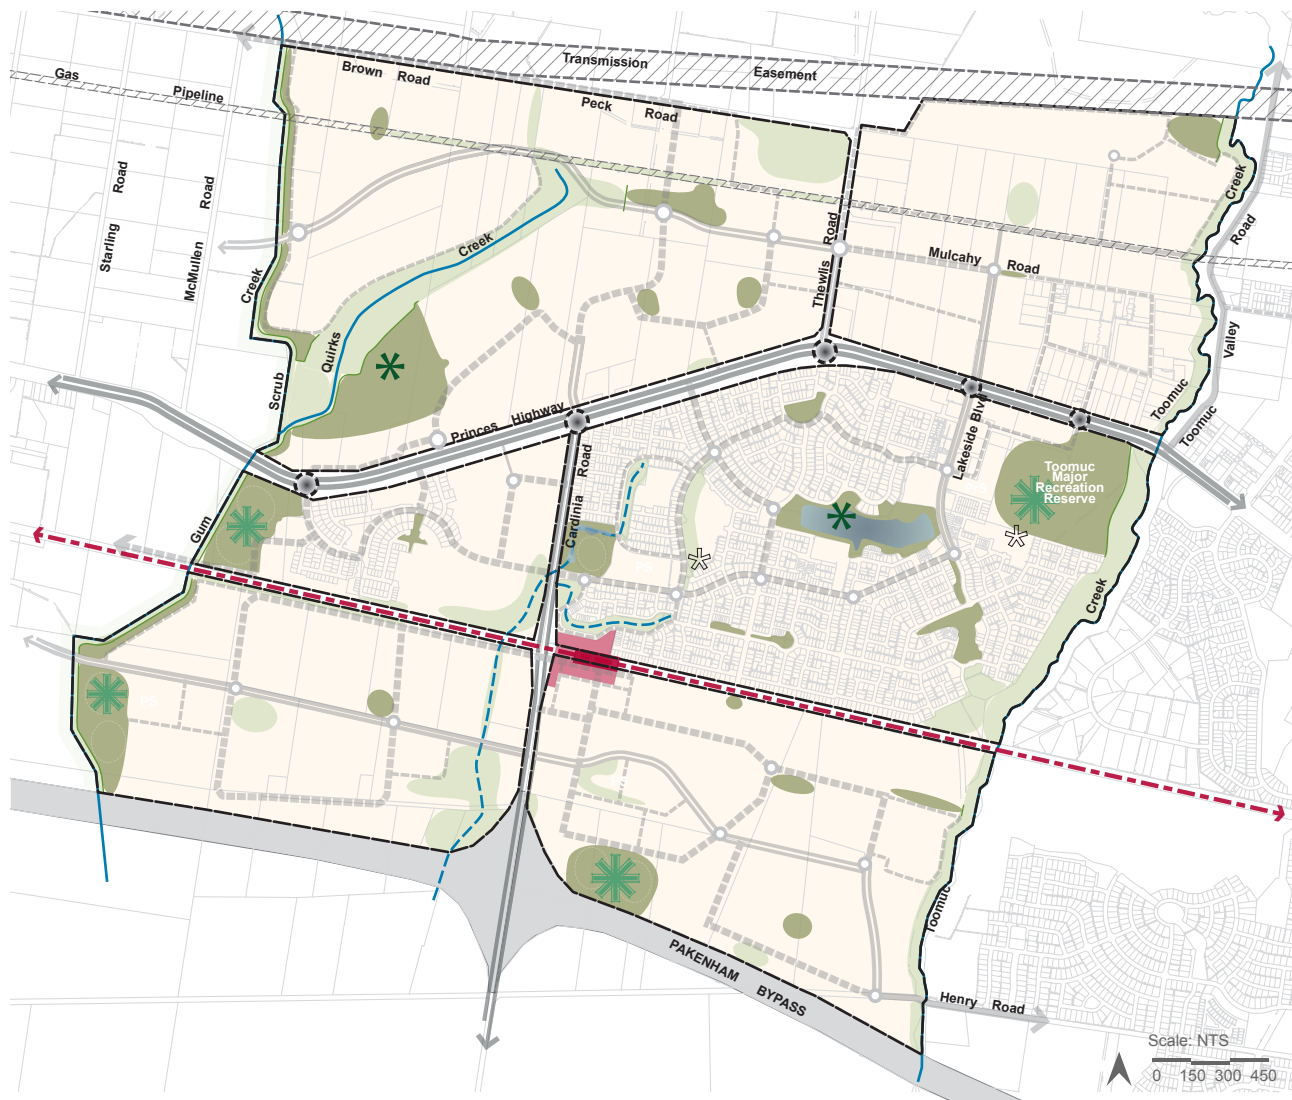 Transmission
Easement
Gas
Pipeline
Brown Road
Peck Road
Starling Road
McMullen Road
Creek
Scrub
Gum
Quirks
Creek
Thewlis Road
Mulcahy Road
Creek
Road
Valley
Toomuc
Toomuc
Princes Highway
Cardinia Road
Lakeside Blvd
Toomuc
Major
Recreation
Reserve
Creek
Toomuc
PAKENHAM BYPASS
Henry Road
Scale: NTS
0 150 300 450